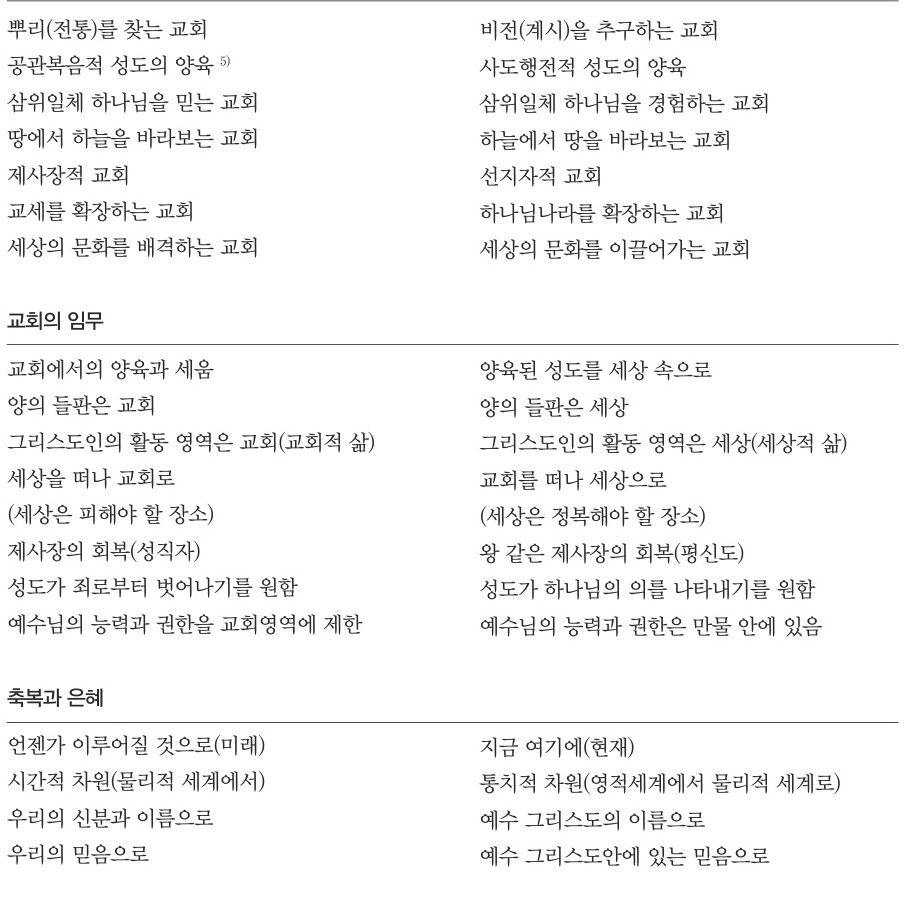 뿌리(전통)를 찾는 교회 비전(계시)을 추구하는 교회
공관복음적 성도의 양육 5) 사도행전적 성도의 양육
삼위일체 하나님을 믿는 교회 삼위일체 하나님을 경험하는 교회
땅에서 하늘을 바라보는 교회 하늘에서 땅을 바라보는 교회
제사장적 교회 선지자적 교회
교세를 확장하는 교회 하나님나라를 확장하는 교회
세상의 문화를 배격하는 교회 세상의 문화를 이끌어가는 교회
교회의 임무
교회에서의 양육과 세움 양육된 성도를 세상 속으로
양의 들판은 교회 양의 들판은 세상
그리스도인의 활동 영역은 교회(교회적 삶) 그리스도인의 활동 영역은 세상(세상적 삶)
세상을 떠나 교회로 교회를 떠나 세상으로
(세상은 피해야 할 장소) (세상은 정복해야 할 장소)
제사장의 회복(성직자) 왕 같은 제사장의 회복(평신도)
성도가 죄로부터 벗어나기를 원함 성도가 하나님의 의를 나타내기를 원함
예수님의 능력과 권한을 교회영역에 제한 예수님의 능력과 권한은 만물 안에 있음
축복과 은혜
언젠가 이루어질 것으로(미래) 지금 여기에(현재)
시간적 차원(물리적 세계에서) 통치적 차원(영적세계에서 물리적 세계로)
우리의 신분과 이름으로 예수 그리스도의 이름으로
우리의 믿음으로 예수 그리스도안에 있는 믿음으로